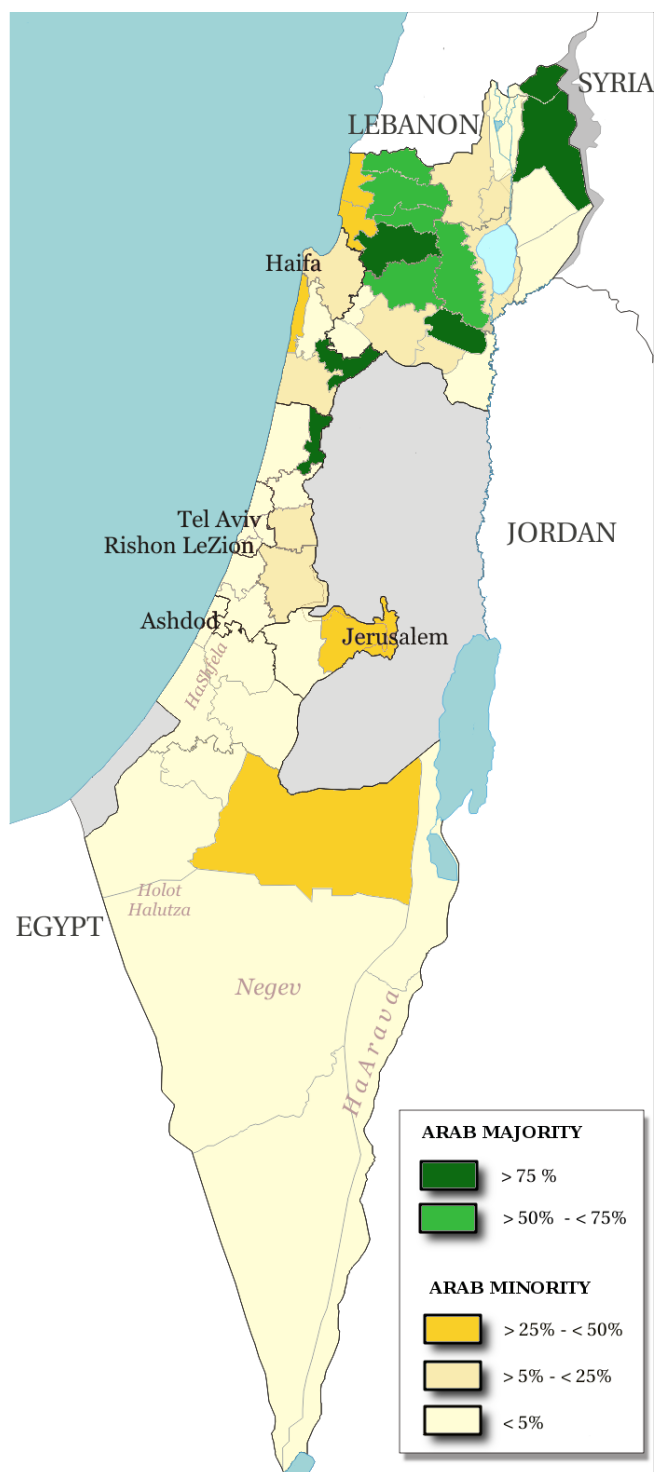 SYRIA
LEBANON
Haifa
Tel Aviv
JORDAN
Rishon LeZion
Ashdod
Jerusalem
HaShfela
Holot
Halutza
EGYPT
Negev
HaArava
ARAB MAJORITY
> 75 %
> 50% - < 75%
ARAB MINORITY
> 25% - < 50%
> 5% - < 25%
< 5%